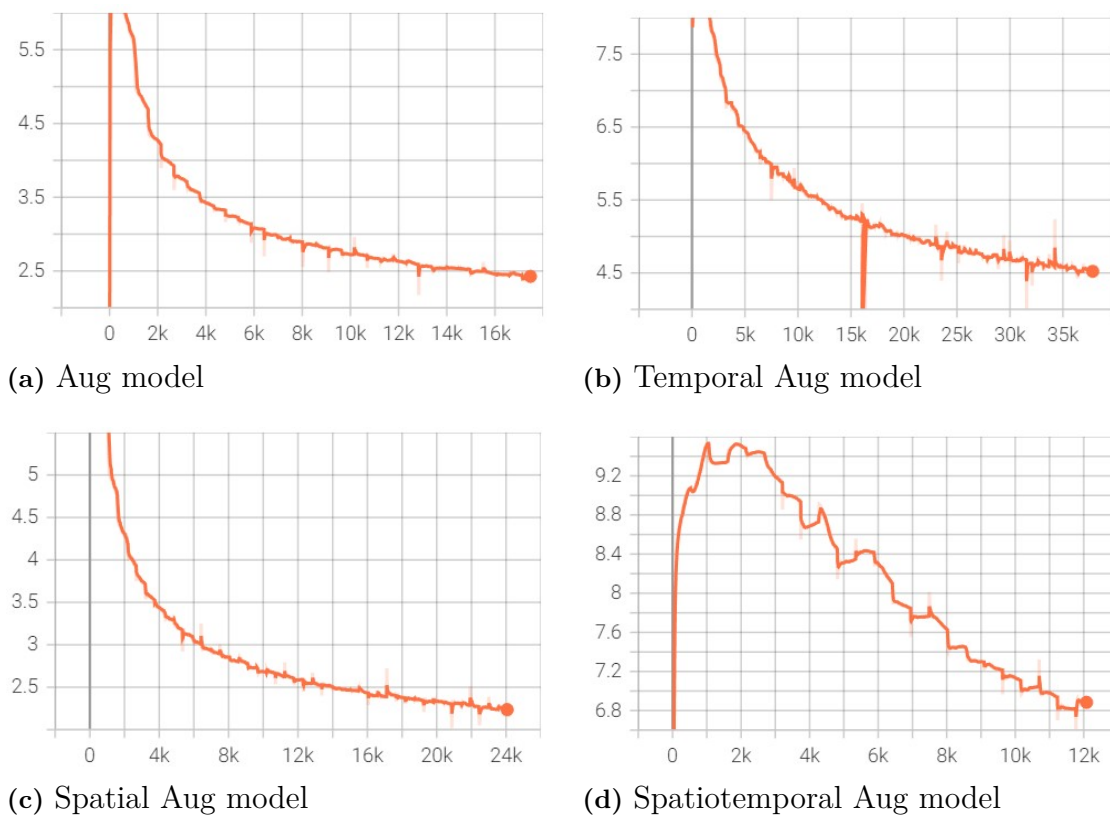 5.5
4.5
3.5
2.5
0 2k 4k 6k 8k 10k 12k 14k 16k
(a) Aug model
7.5
6.5
5.5
4.5
0 5k 10k 15k 20k 25k 30k 35k
(b) Temporal Aug model
5
4.5
4
3.5
3
2.5
0 4k 8k 12k 16k 20k 24k
(c) Spatial Aug model
9.2
8.8
8.4
8
7.6
7.2
6.8
0 2k 4k 6k 8k 10k 12k
(d) Spatiotemporal Aug model